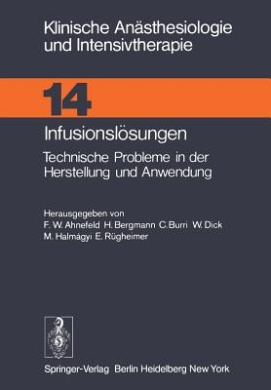 Klinische Anästhesiologie
und Intensivtherapie
14
Infusionslösungen
Technische Probleme in der
Herstellung und Anwendung
Herausgegeben von
F. W. Ahnefeld H. Bergmann C. Burri W. Dick
M. Halmágyi E. Rügheimer
Springer-Verlag Berlin Heidelberg New York